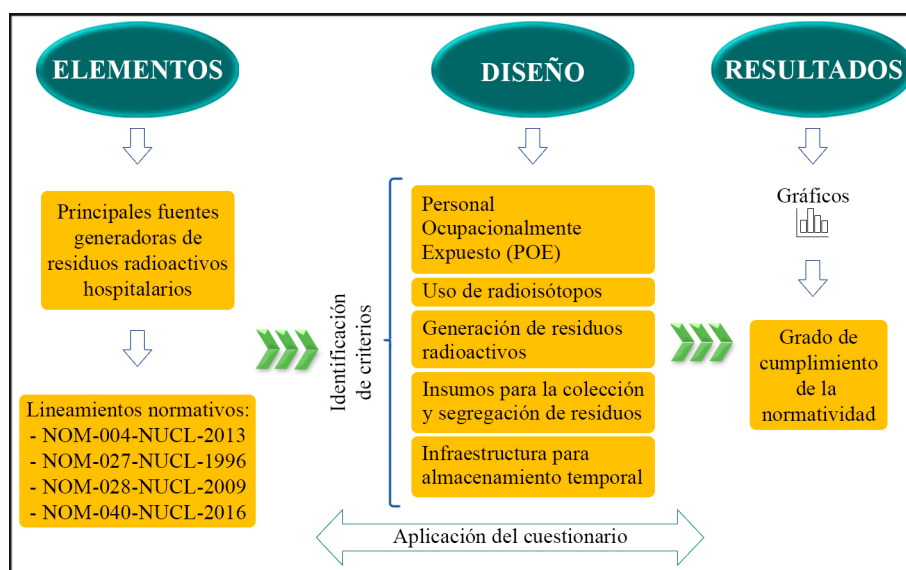 ELEMENTOS
Principales fuentes
generadoras de
residuos radioactivos
hospitalarios
Lineamientos normativos:
- NOM-004-NUCL-2013
- NOM-027-NUCL-1996
- NOM-028-NUCL-2009
- NOM-040-NUCL-2016
Identificación
de criterios
DISEÑO
Personal
Ocupacionalmente
Expuesto (POE)
Uso de radioisótopos
Generación de residuos
radioactivos
Insumos para la colección
y segregación de residuos
Infraestructura para
almacenamiento temporal
Aplicación del cuestionario
RESULTADOS
Gráficos
Grado de
cumplimiento
de la
normatividad